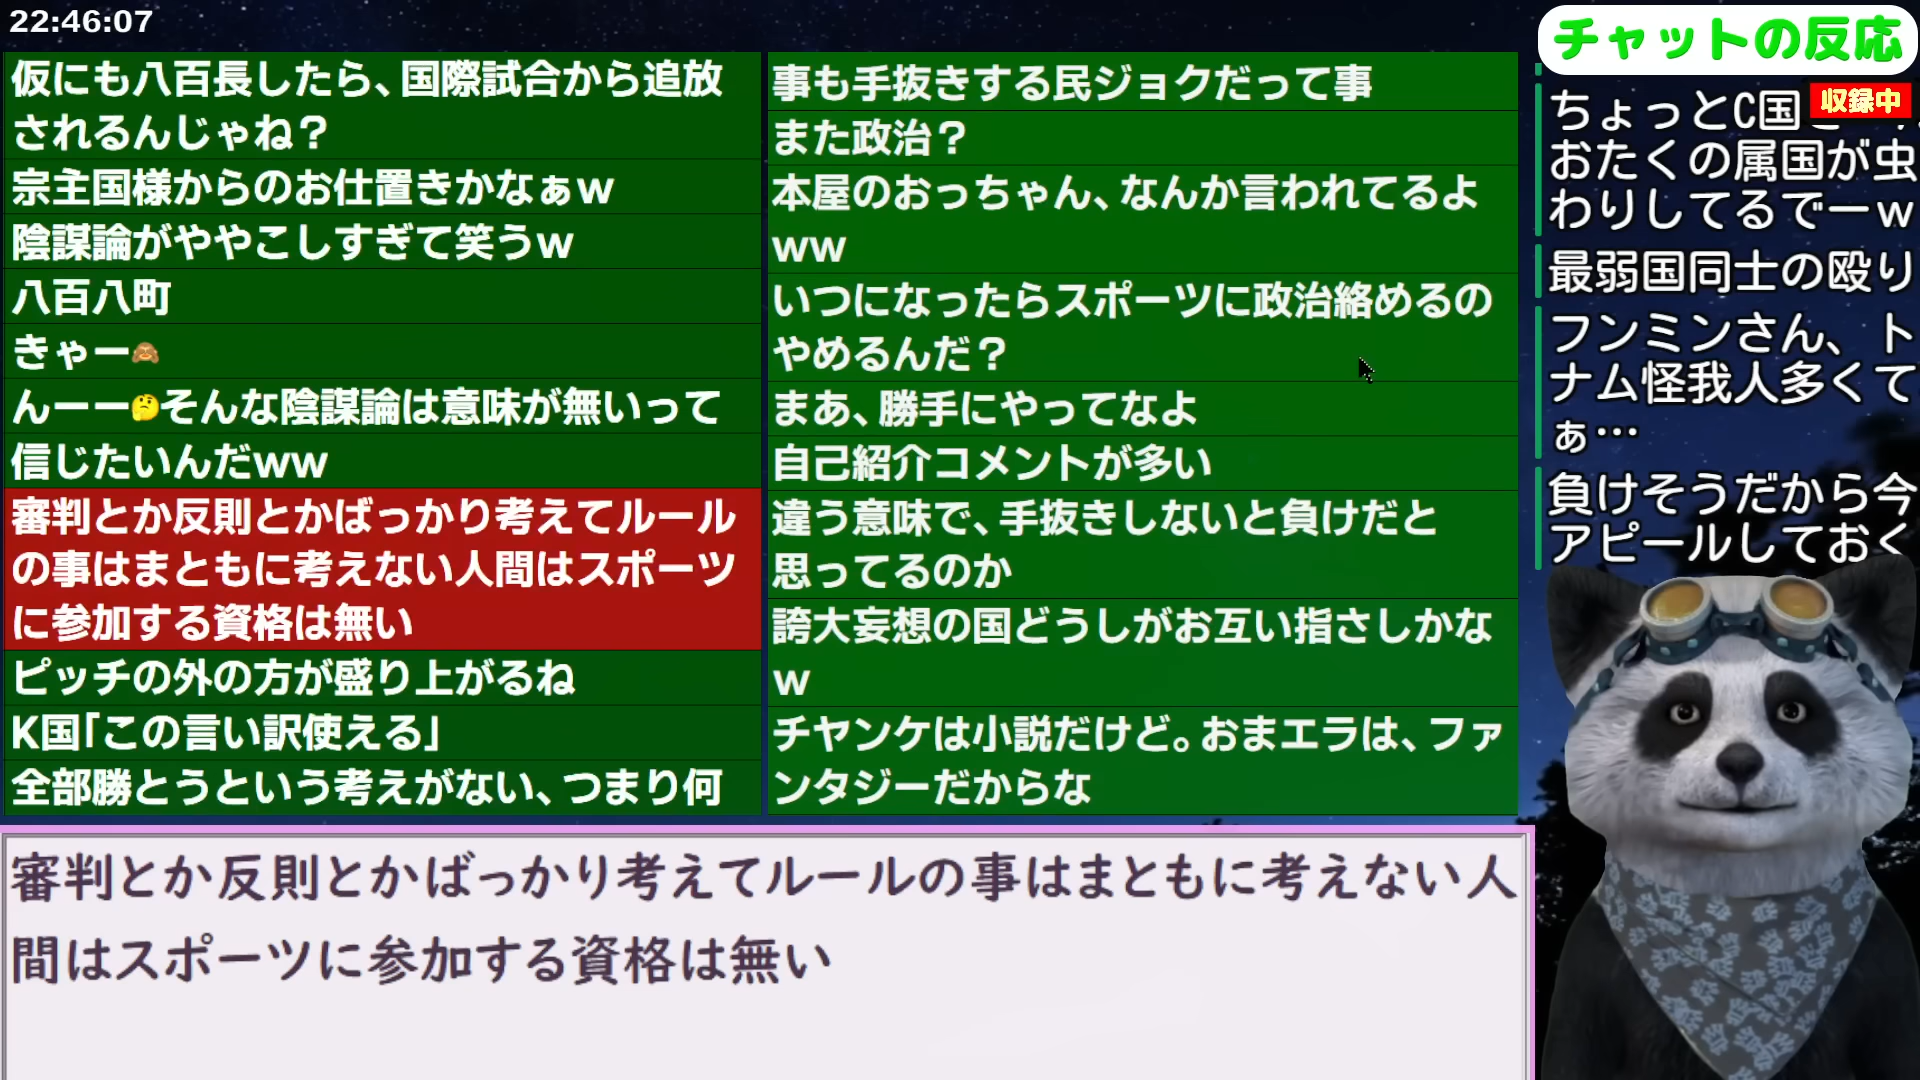 22:46:07
仮にも八百長したら、国際試合から追放
されるんじゃね？
宗主国様からのお仕置きかなぁｗ
陰謀論がややこしすぎて笑うｗ
八百八町
きゃー🙈
んーー🤔そんな陰謀論は意味が無いって
信じたいんだｗｗ
審判とか反則とかばっかり考えてルール
の事はまともに考えない人間はスポーツ
に参加する資格は無い
ピッチの外の方が盛り上がるね
K国｢この言い訳使える｣
全部勝とうという考えがない、つまり何
事も手抜きする民ジョクだって事
また政治？
本屋のおっちゃん、なんか言われてるよ
ｗｗ
いつになったらスポーツに政治絡めるの
やめるんだ？
まあ、勝手にやってなよ
自己紹介コメントが多い
違う意味で、手抜きしないと負けだと
思ってるのか
誇大妄想の国どうしがお互い指さしかな
ｗ
チヤンケは小説だけど。おまエラは、ファ
ンタジーだからな
チャットの反応
収録中
ちょっとC国
おたくの属国が虫
わりしてるでーｗ
最弱国同士の殴り
フンミンさん、ト
ナム怪我人多くて
ぁ…
負けそうだから今
アピールしておく
審判とか反則とかばっかり考えてルールの事はまともに考えない人
間はスポーツに参加する資格は無い